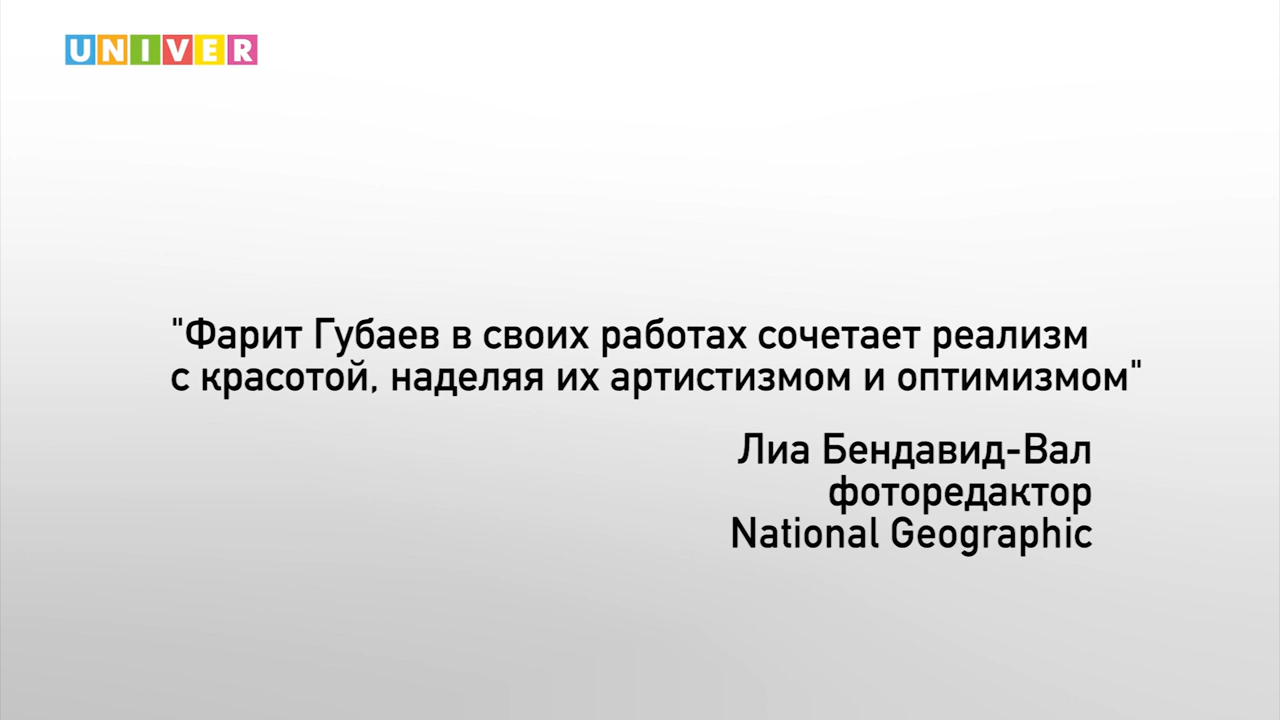 UNIVER
"Фарит Губаев в своих работах сочетает реализм
с красотой, наделяя их артистизмом и оптимизмом"
Лиа Бендавид-Вал
фоторедактор
National Geographic